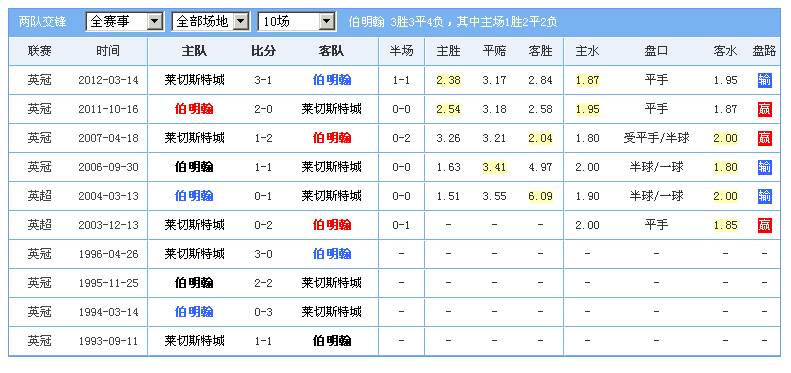 两队交锋 全赛事 全部场地 10场 伯明翰 3胜3平4负，其中主场1胜2平2负
联赛 时间 主队 比分 客队 半场 主胜 平赔 客胜 主水 盘口 客水 盘路
英冠 2012-03-14 莱切斯特城 3-1 伯明翰 1-1 2.38 3.17 2.84 1.87 平手 1.95 输
英冠 2011-10-16 伯明翰 2-0 莱切斯特城 0-0 2.54 3.18 2.58 1.95 平手 1.87 赢
英冠 2007-04-18 莱切斯特城 1-2 伯明翰 0-2 3.26 3.21 2.04 1.80 受平手/半球 2.00 赢
英冠 2006-09-30 伯明翰 1-1 莱切斯特城 0-0 1.63 3.41 4.97 2.00 半球/一球 1.80 输
英超 2004-03-13 伯明翰 0-1 莱切斯特城 0-0 1.51 3.55 6.09 1.90 半球/一球 2.00 输
英超 2003-12-13 莱切斯特城 0-2 伯明翰 0-1 - - - 2.00 平手 1.85 赢
英冠 1996-04-26 莱切斯特城 3-0 伯明翰 - - - - - - - -
英冠 1995-11-25 伯明翰 2-2 莱切斯特城 - - - - - - - -
英冠 1994-03-14 伯明翰 0-3 莱切斯特城 - - - - - - - -
英冠 1993-09-11 莱切斯特城 1-1 伯明翰 - - - - - - - -